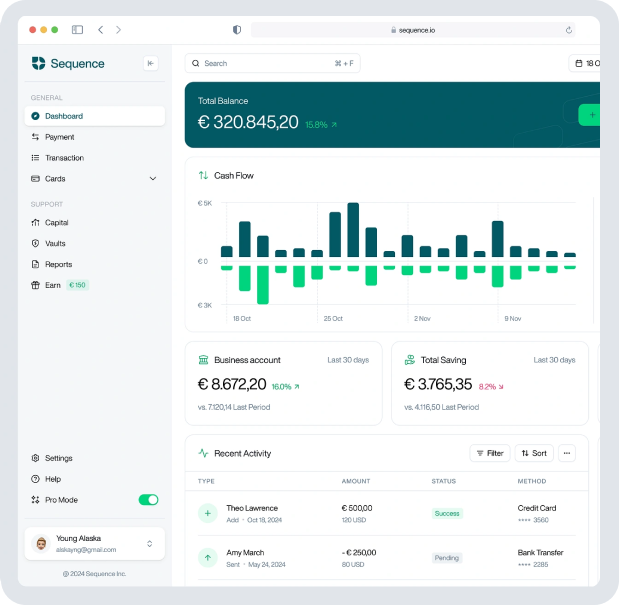 sequence.io
Sequence
Search
⌘ + F
18 O
GENERAL
Dashboard
Payment
Transaction
Cards
SUPPORT
Capital
Vaults
Reports
Earn € 150
Settings
Help
Pro Mode
Young Alaska
alskayng@gmail.com
@ 2024 Sequence Inc.
Total Balance
€ 320.845,20 15.8% ↗
+
Cash Flow
€ 5K
€ 0
€ 3K
18 Oct 25 Oct 2 Nov 9 Nov
Business account Last 30 days
€ 8.672,20 16.0% ↗
vs. 7.120,14 Last Period
Total Saving Last 30 days
€ 3.765,35 8.2% ↘
vs. 4.116,50 Last Period
Recent Activity
Filter
Sort
TYPE AMOUNT STATUS METHOD
Theo Lawrence € 500,00 Success Credit Card
Add • Oct 18, 2024 120 USD **** 3560
Amy March - € 250,00 Pending Bank Transfer
Sent • May 24, 2024 80 USD **** 2285